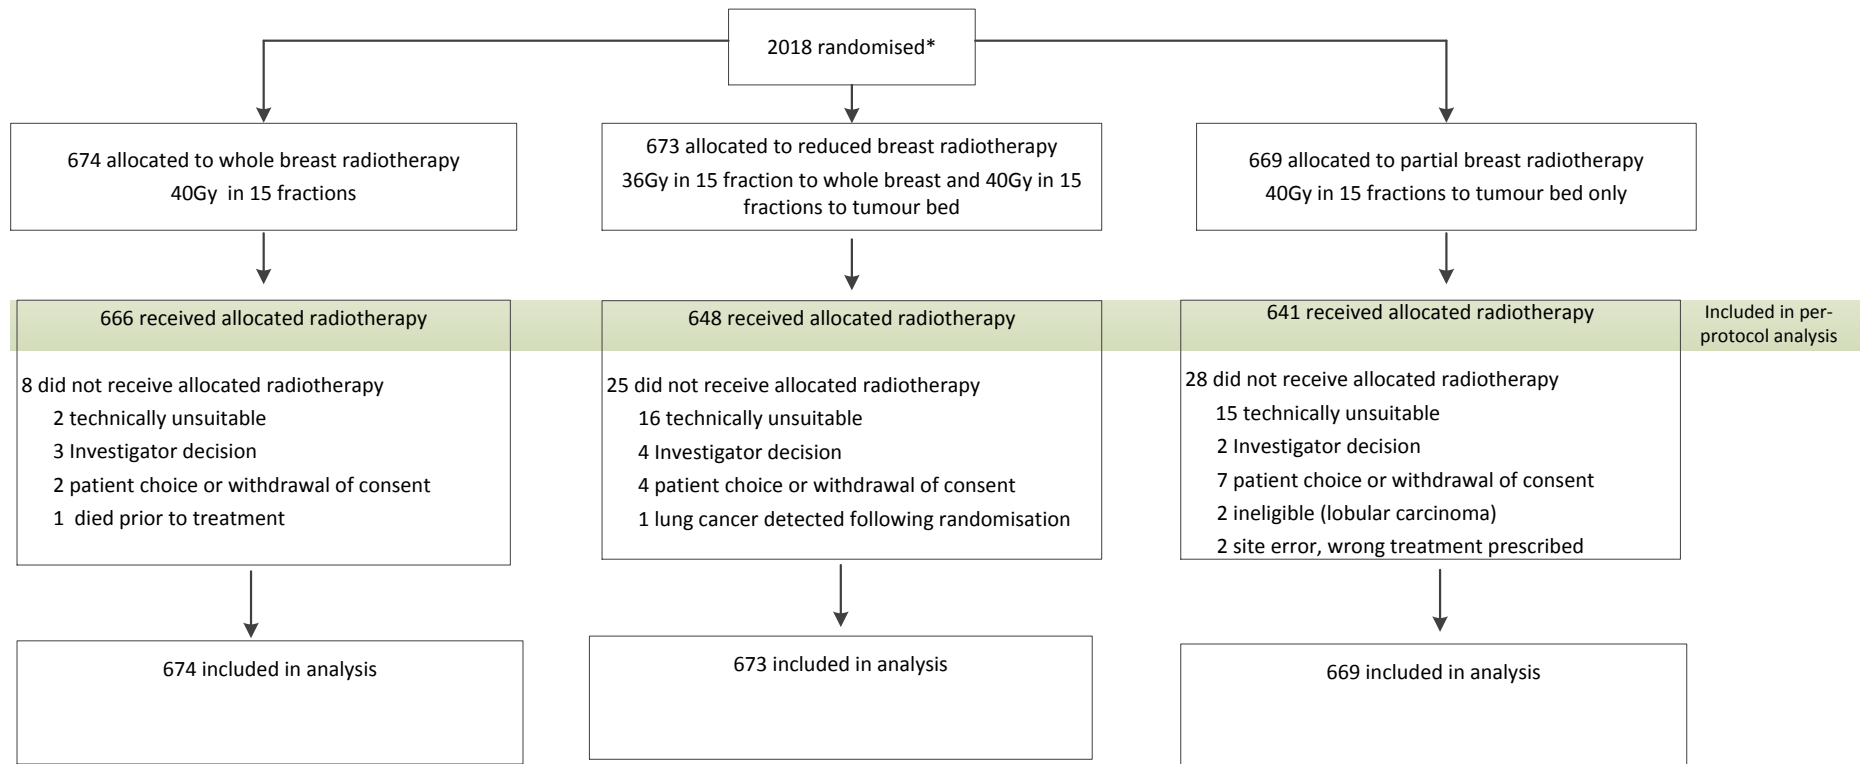 2018 randomised*
674 allocated to whole breast radiotherapy
40Gy in 15 fractions
673 allocated to reduced breast radiotherapy
36Gy in 15 fraction to whole breast and 40Gy in 15
fractions to tumour bed
669 allocated to partial breast radiotherapy
40Gy in 15 fractions to tumour bed only
666 received allocated radiotherapy
8 did not receive allocated radiotherapy
2 technically unsuitable
3 Investigator decision
2 patient choice or withdrawal of consent
1 died prior to treatment
648 received allocated radiotherapy
25 did not receive allocated radiotherapy
16 technically unsuitable
4 Investigator decision
4 patient choice or withdrawal of consent
1 lung cancer detected following randomisation
641 received allocated radiotherapy
28 did not receive allocated radiotherapy
15 technically unsuitable
2 Investigator decision
7 patient choice or withdrawal of consent
2 ineligible (lobular carcinoma)
2 site error, wrong treatment prescribed
Included in per-
protocol analysis
674 included in analysis
673 included in analysis
669 included in analysis